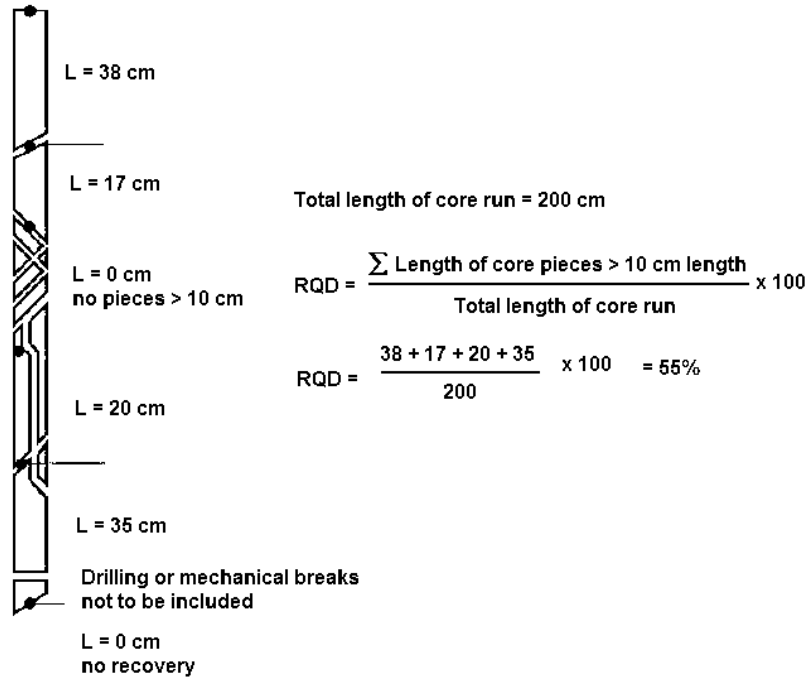 L = 38 cm
L = 17 cm
L = 0 cm
no pieces > 10 cm
L = 20 cm
L = 35 cm
Drilling or mechanical breaks
not to be included
L = 0 cm
no recovery
Total length of core run = 200 cm
RQD = ∑ Length of core pieces > 10 cm length / Total length of core run x 100
RQD = 38 + 17 + 20 + 35 / 200 x 100 = 55%